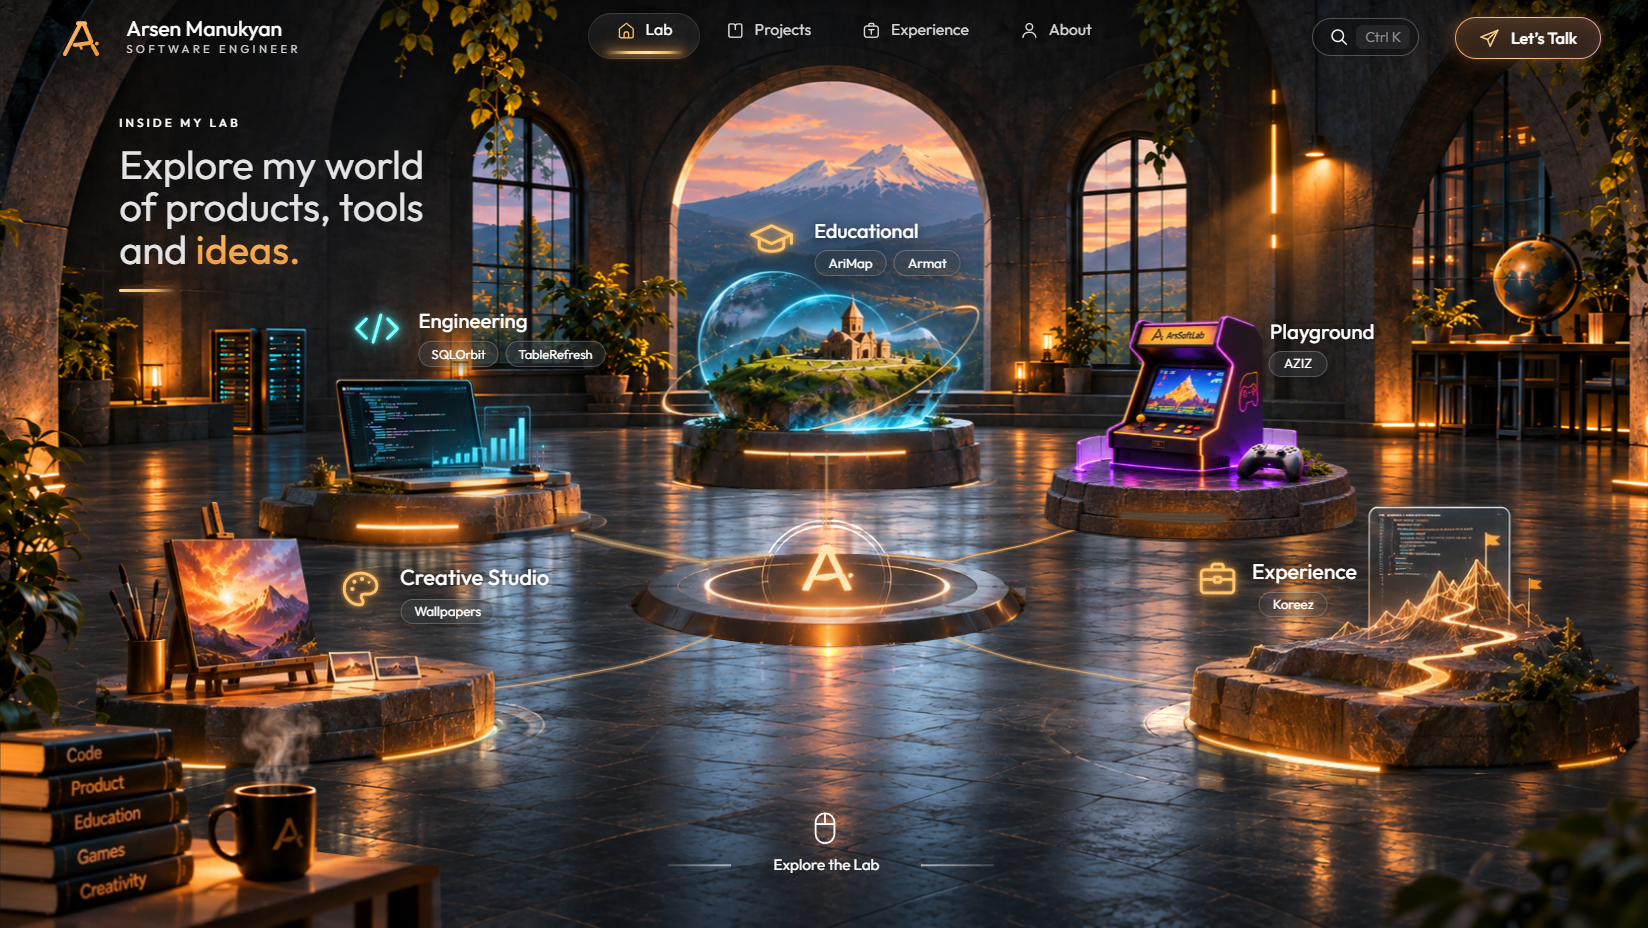 Arsen Manukyan
SOFTWARE ENGINEER
Lab
Projects
Experience
About
Ctrl K
Let's Talk
INSIDE MY LAB
Explore my world
of products, tools
and ideas.
Educational
AriMap
Armat
Engineering
SQLOrbit
TableRefresh
Playground
AZIZ
ArsSoftLab
Creative Studio
Wallpapers
Experience
Koreez
Code
Product
Education
Games
Creativity
Explore the Lab